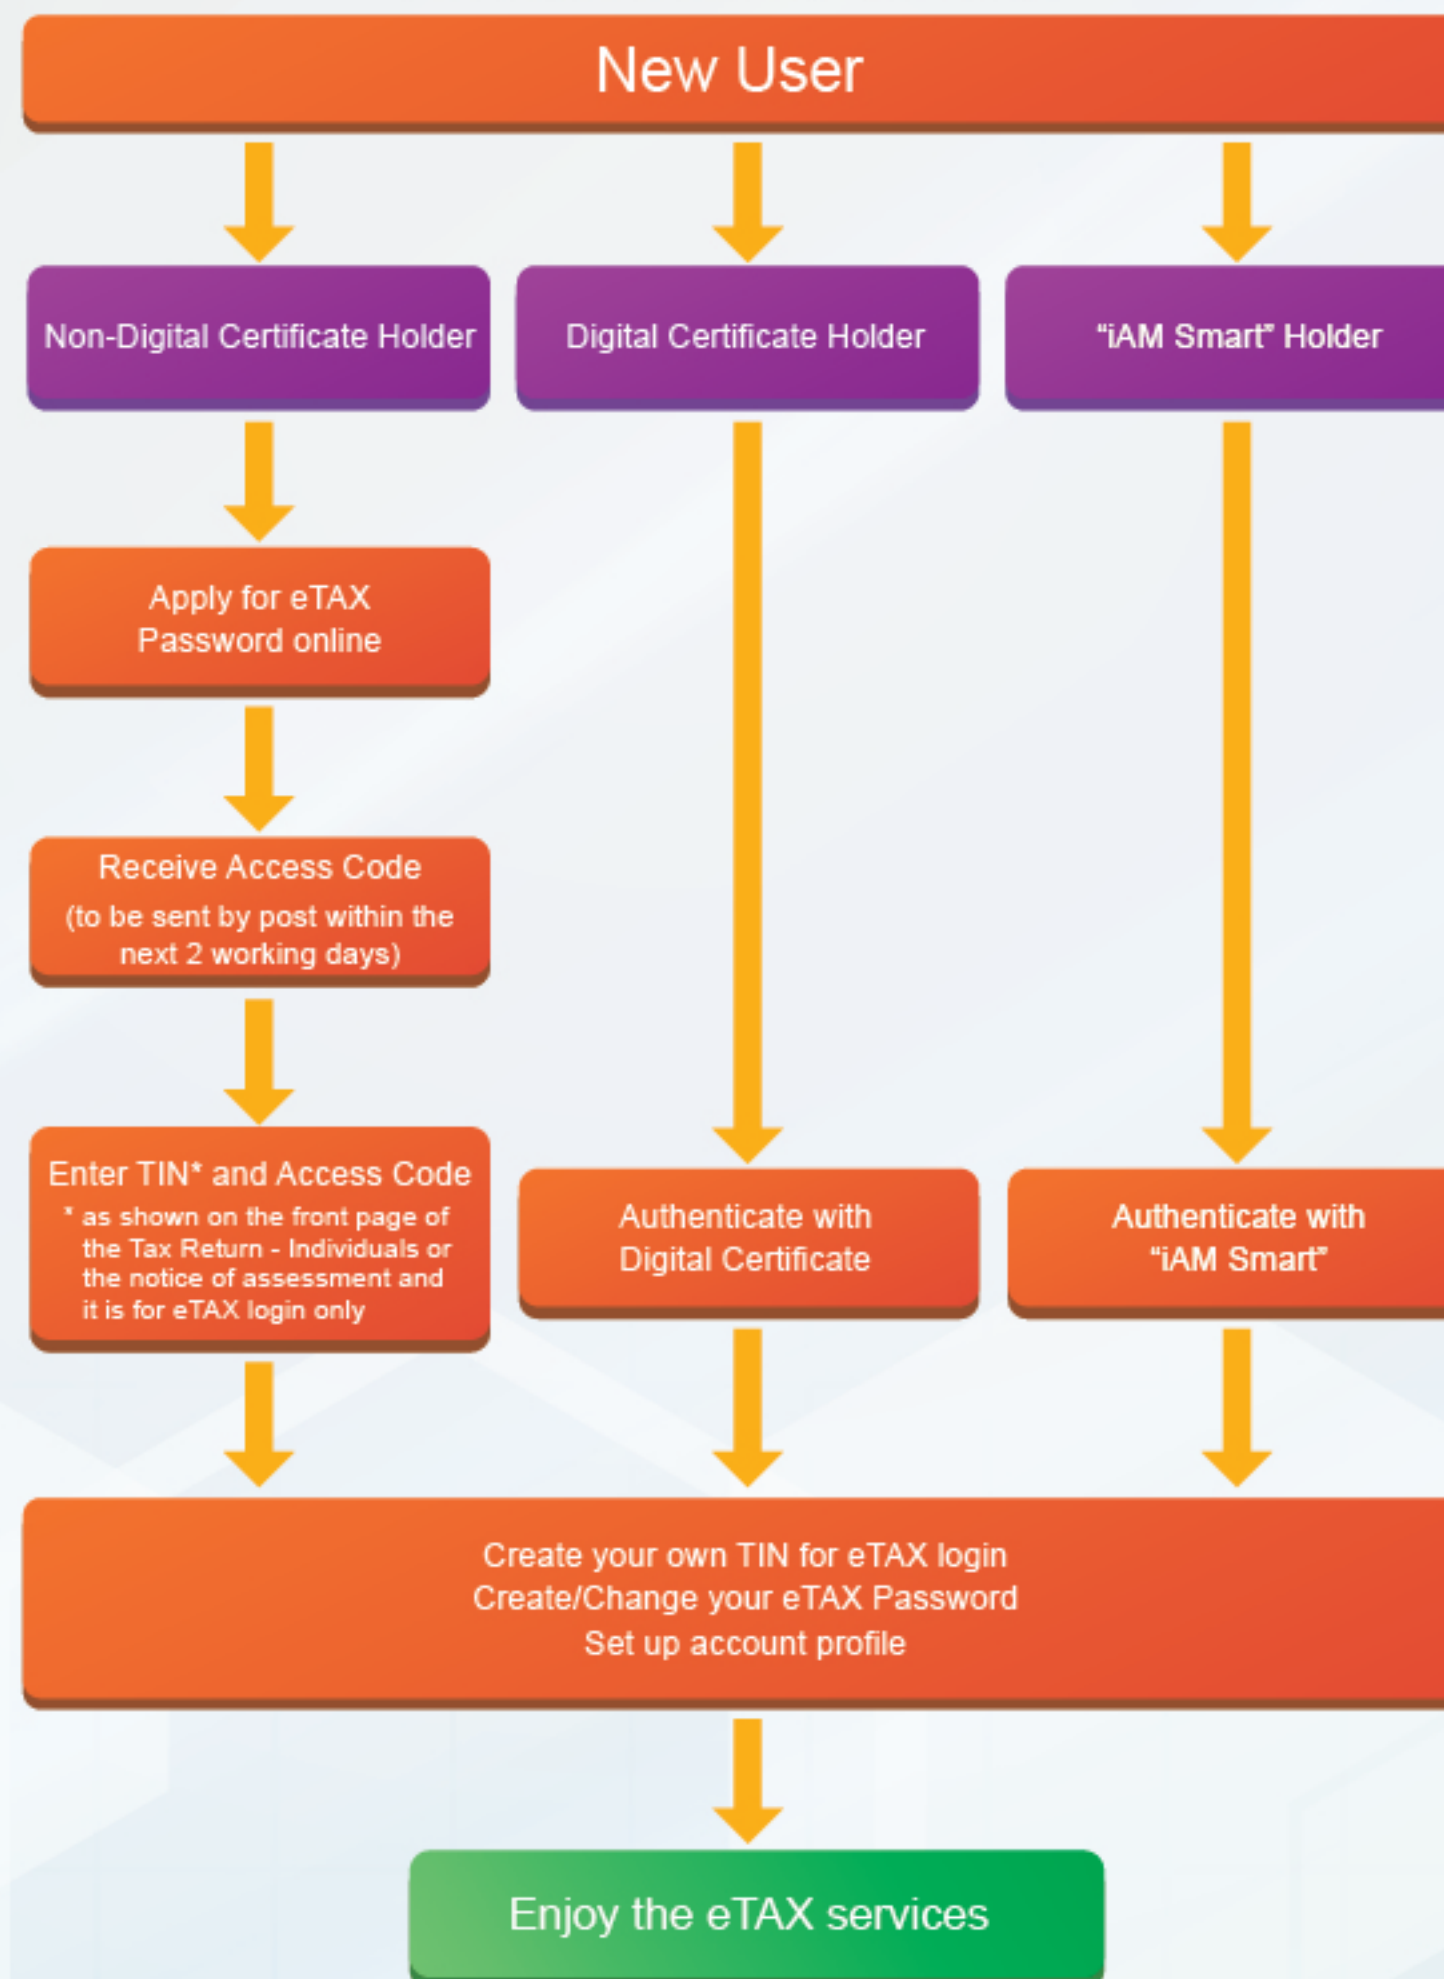 New User
Non-Digital Certificate Holder
Digital Certificate Holder
“iAM Smart” Holder
Apply for eTAX
Password online
Receive Access Code
(to be sent by post within the
next 2 working days)
Enter TIN* and Access Code
* as shown on the front page of
the Tax Return - Individuals or
the notice of assessment and
it is for eTAX login only
Authenticate with
Digital Certificate
Authenticate with
“iAM Smart”
Create your own TIN for eTAX login
Create/Change your eTAX Password
Set up account profile
Enjoy the eTAX services